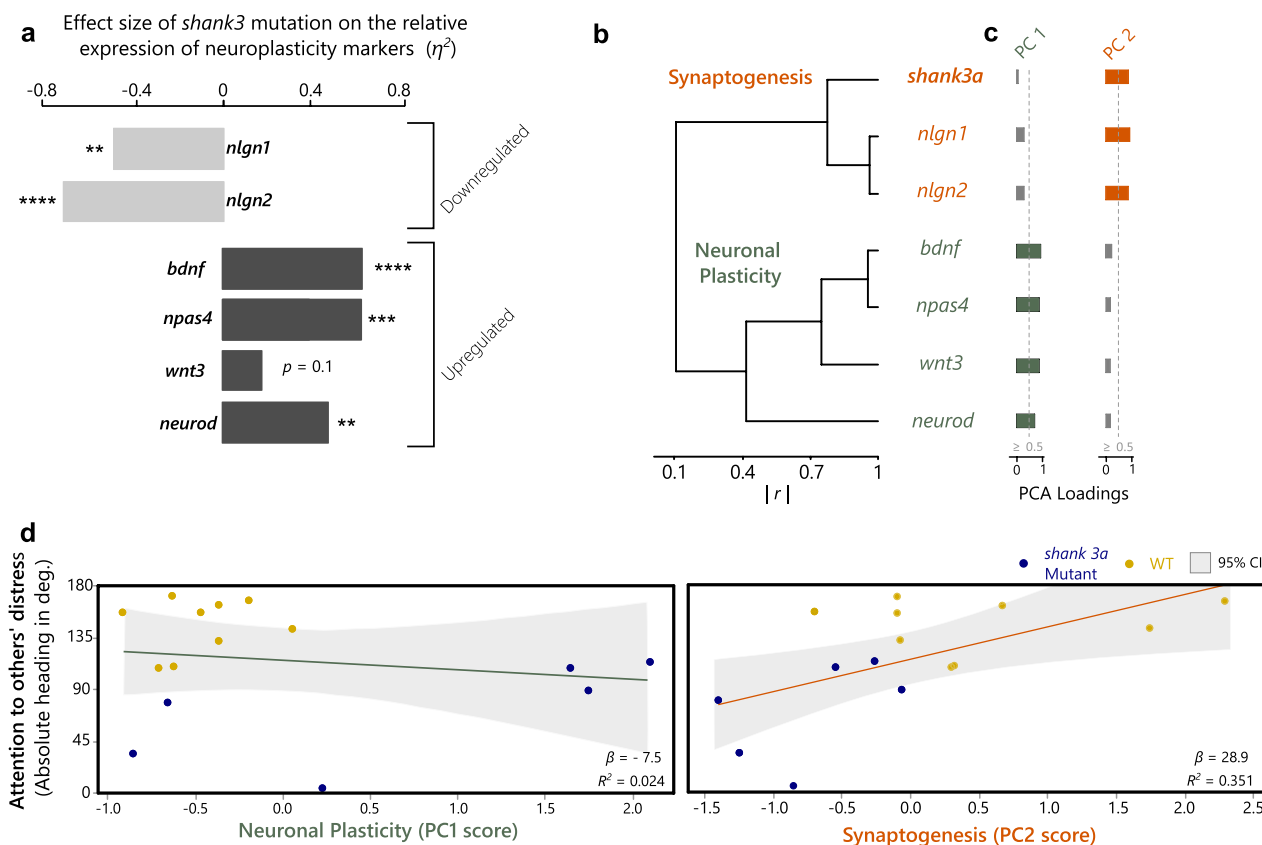 a
Effect size of shank3 mutation on the relative
expression of neuroplasticity markers (η²)
-0.8 -0.4 0 0.4 0.8
** nlgn1
**** nlgn2
Downregulated
bdnf ****
npas4 ***
wnt3 p = 0.1
neurod **
Upregulated
b
Synaptogenesis
Neuronal
Plasticity
shank3a
nlgn1
nlgn2
bdnf
npas4
wnt3
neurod
0.1 0.4 0.7 1
| r |
c
PC 1 PC 2
≥ 0.5 ≥ 0.5
0 1 0 1
PCA Loadings
d
shank 3a
Mutant
WT
95% CI
Attention to others' distress
(Absolute heading in deg.)
180
135
90
45
0
β = - 7.5
R² = 0.024
-1.0 -0.5 0.0 0.5 1.0 1.5 2.0
Neuronal Plasticity (PC1 score)
β = 28.9
R² = 0.351
-1.5 -1.0 -0.5 0.0 0.5 1.0 1.5 2.0 2.5
Synaptogenesis (PC2 score)